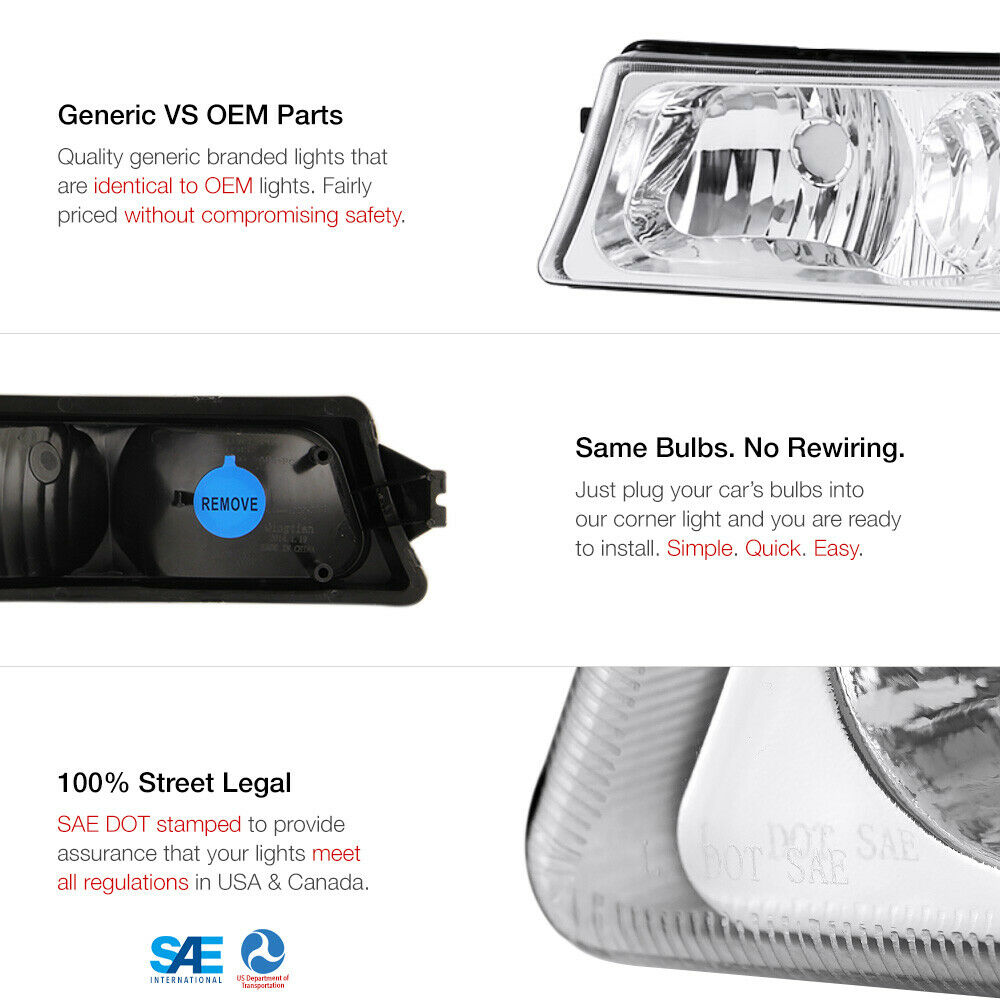 Generic VS OEM Parts
Quality generic branded lights that
are identical to OEM lights. Fairly
priced without compromising safety.
REMOVE
MADE IN CHINA
Same Bulbs. No Rewiring.
Just plug your car's bulbs into
our corner light and you are ready
to install. Simple. Quick. Easy.
100% Street Legal
SAE DOT stamped to provide
assurance that your lights meet
all regulations in USA & Canada.
DOT SAE
DOT SAE
SAE
INTERNATIONAL
US Department of
Transportation